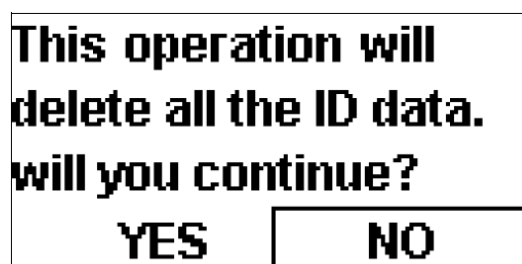 This operation will
delete all the ID data.
will you continue?
YES NO